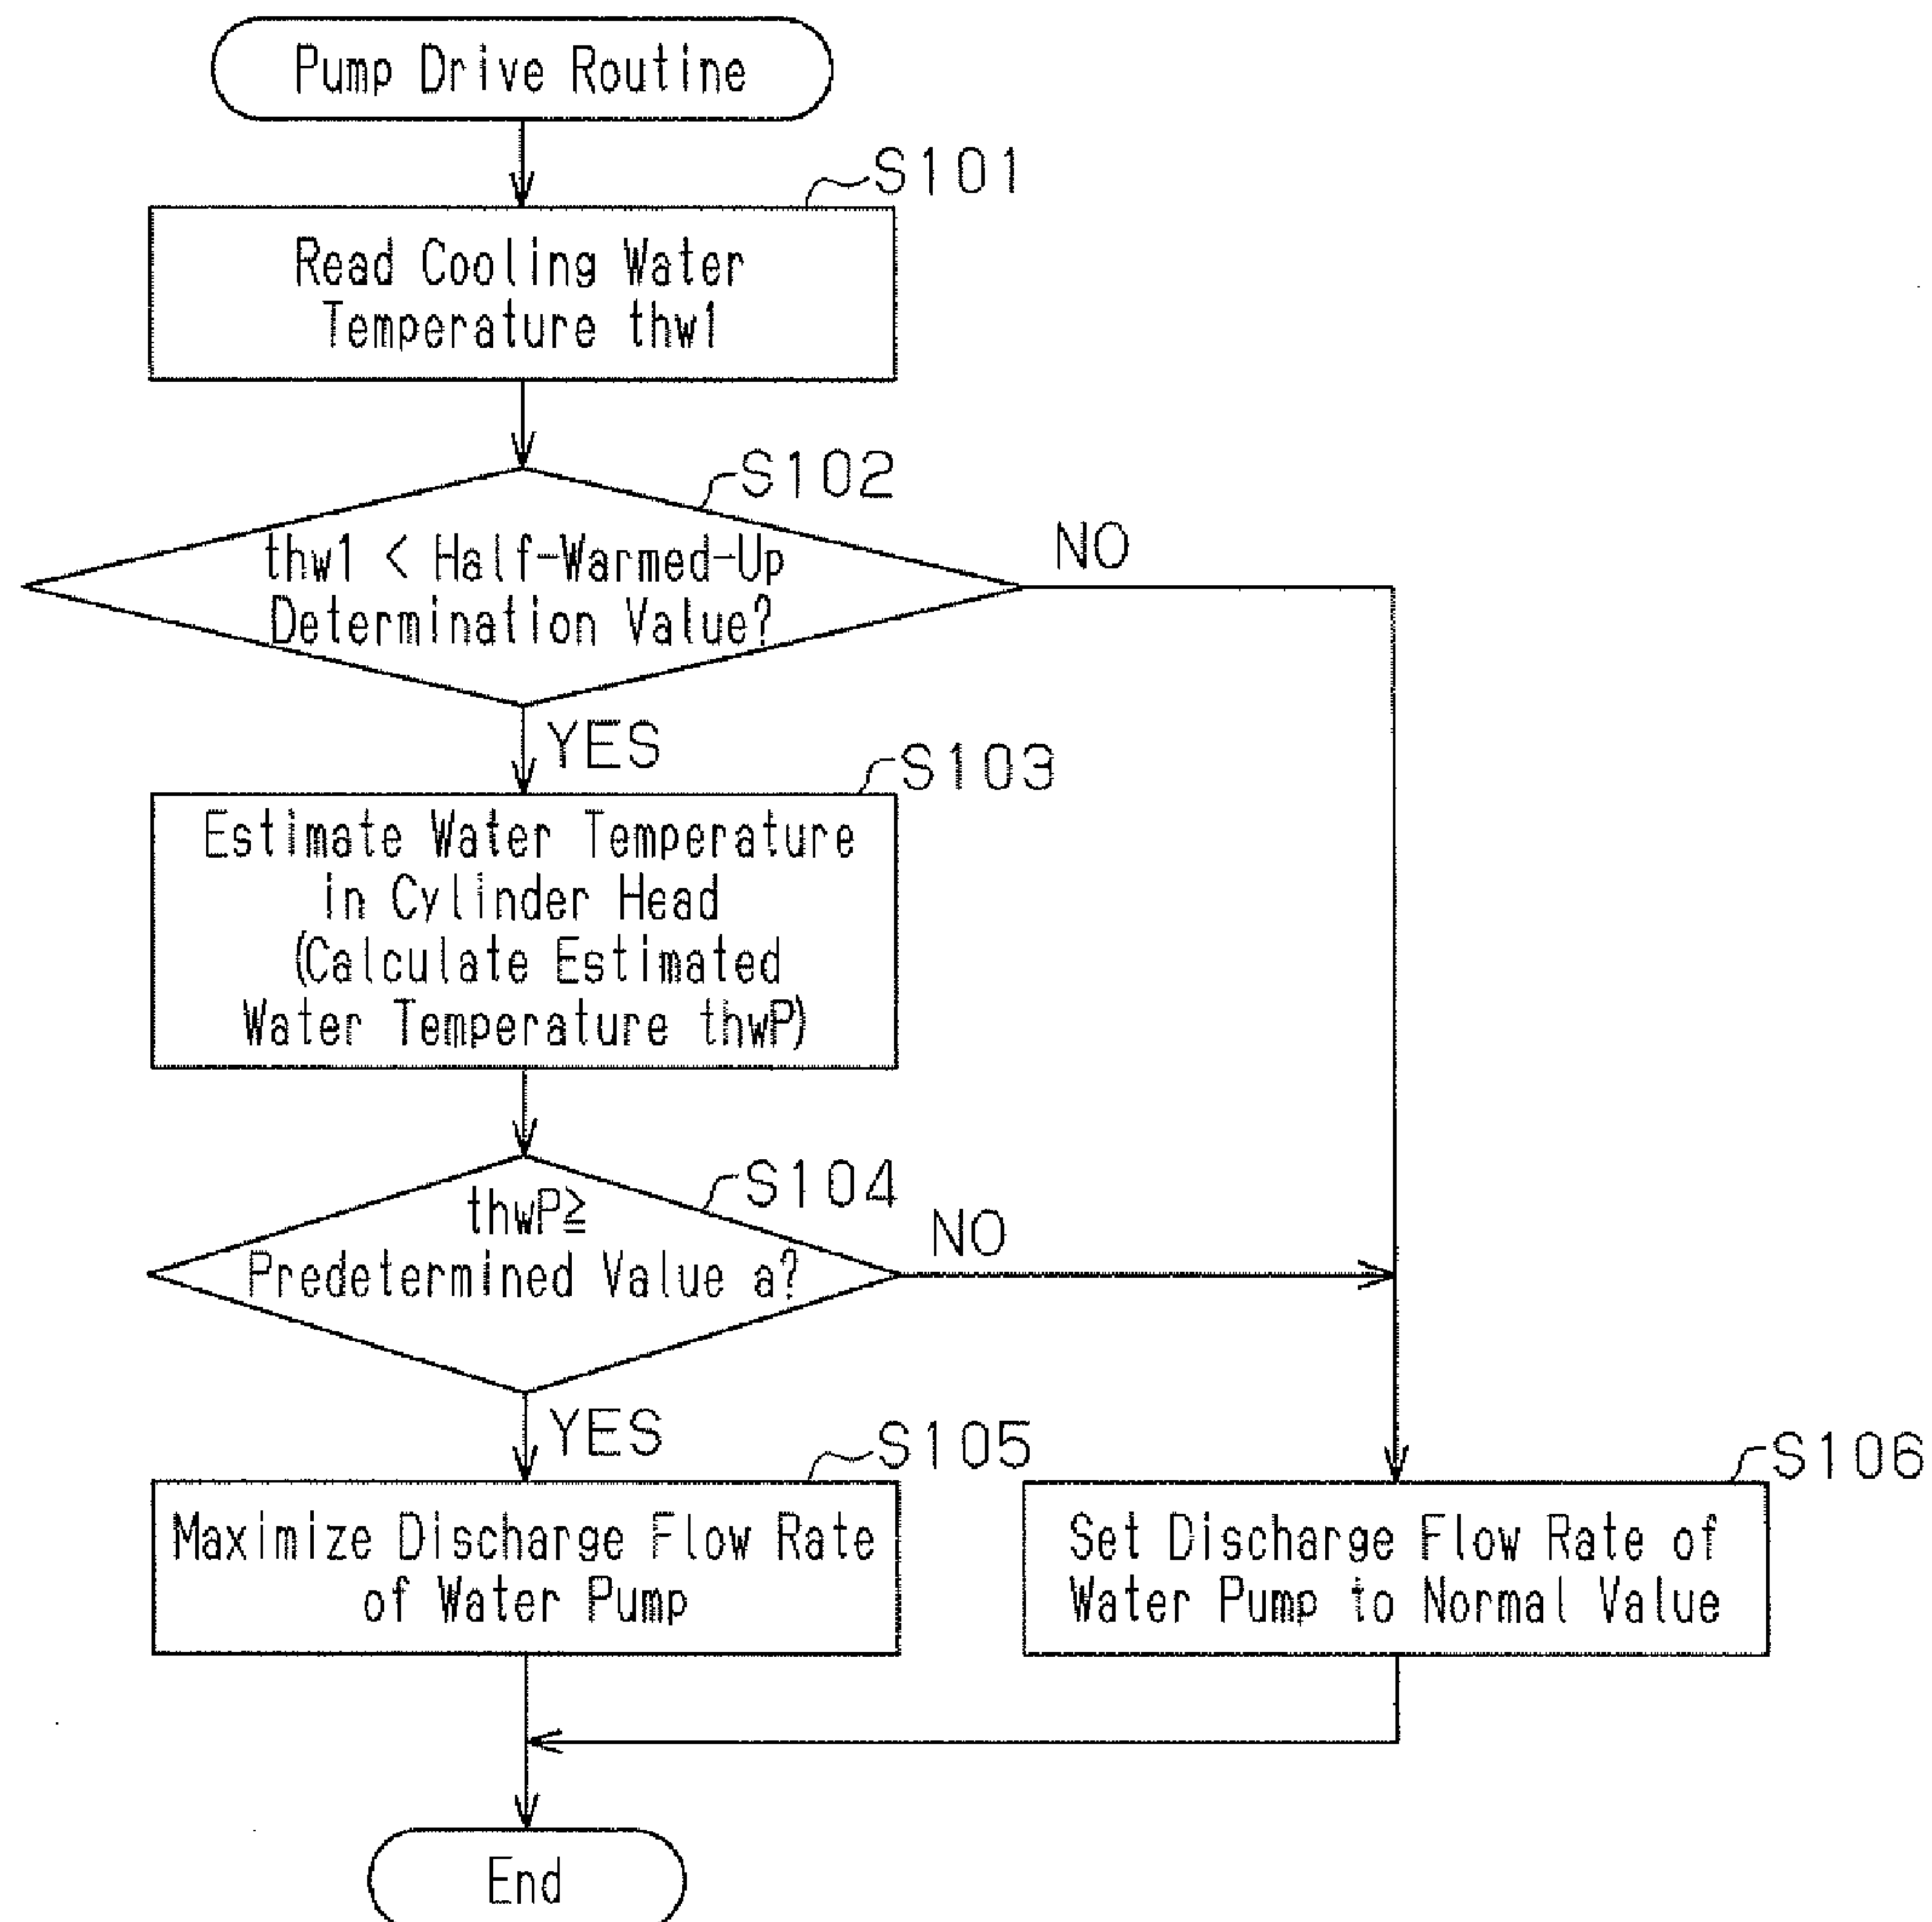 Pump Drive Routine
S101
Read Cooling Water
Temperature thw1
S102
thw1 < Half-Warmed-Up
Determination Value?
NO
YES
S103
Estimate Water Temperature
in Cylinder Head
(Calculate Estimated
Water Temperature thwP)
S104
thwP≧
Predetermined Value a?
NO
YES
S105
Maximize Discharge Flow Rate
of Water Pump
S106
Set Discharge Flow Rate of
Water Pump to Normal Value
End